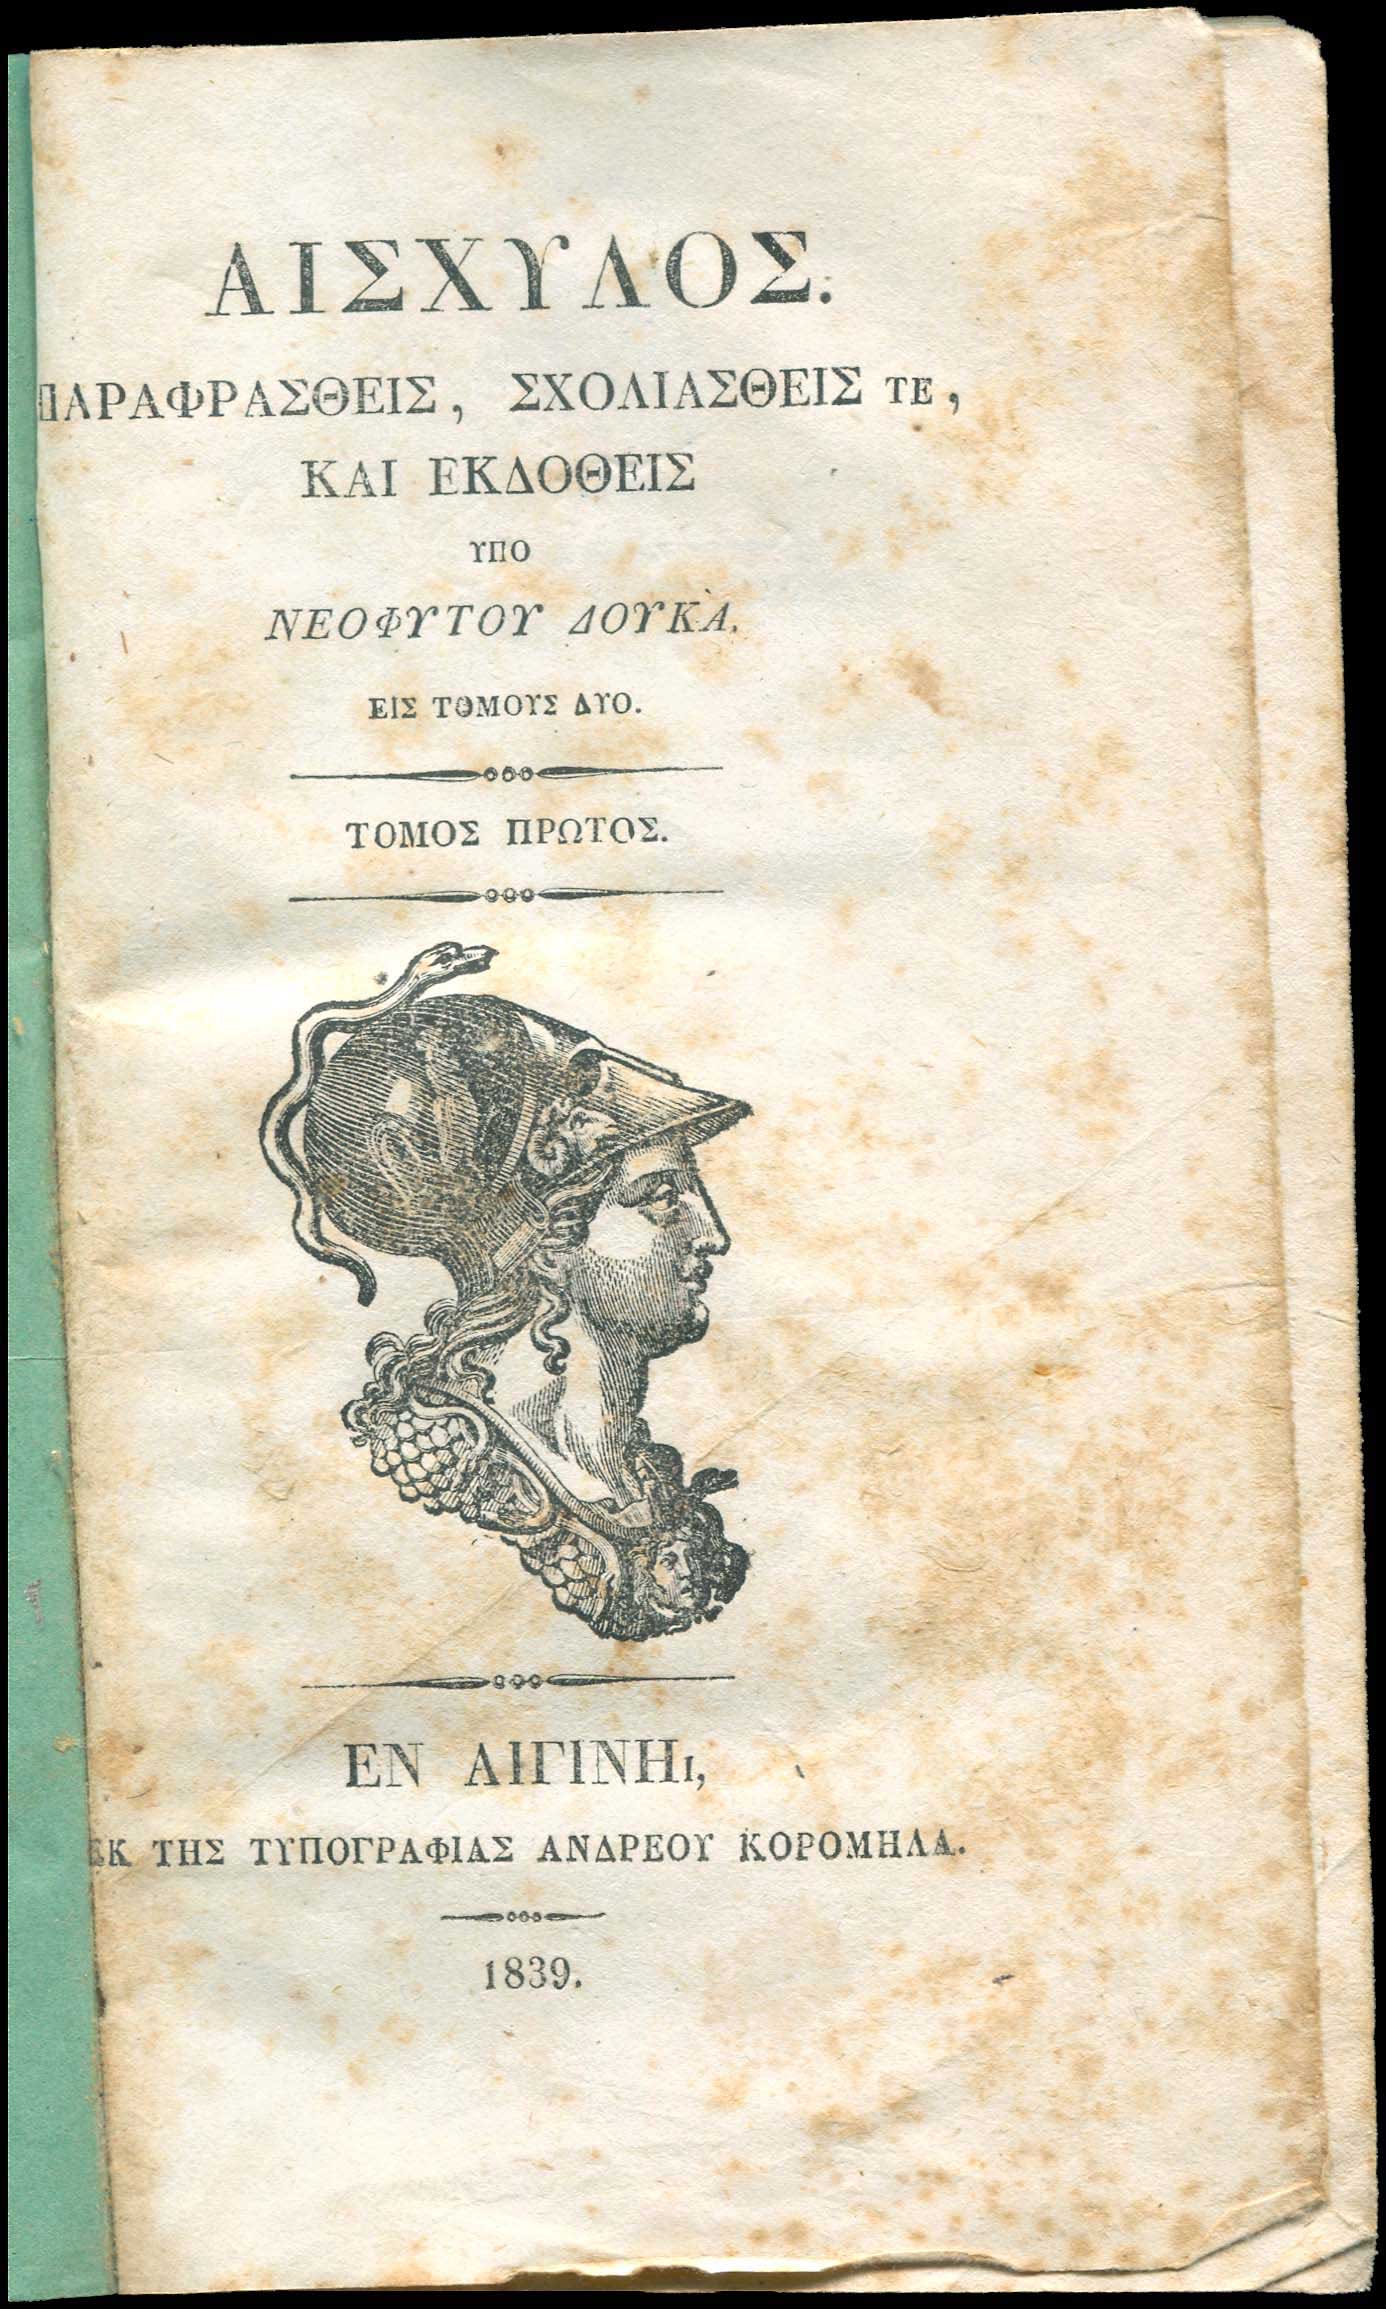 ΑΙΣΧΥΛΟΣ.
ΠΑΡΑΦΡΑΣΘΕΙΣ, ΣΧΟΛΙΑΣΘΕΙΣ ΤΕ,
ΚΑΙ ΕΚΔΟΘΕΙΣ
ΥΠΟ
ΝΕΟΦΥΤΟΥ ΔΟΥΚᾺ.
ΕΙΣ ΤΟΜΟΥΣ ΔΥΟ.
ΤΟΜΟΣ ΠΡΩΤΟΣ.
ΕΝ ΑΙΓΙΝΗι,
ΕΚ ΤΗΣ ΤΥΠΟΓΡΑΦΙΑΣ ΑΝΔΡΕΟΥ ΚΟΡΟΜΗΛΑ.
1839.